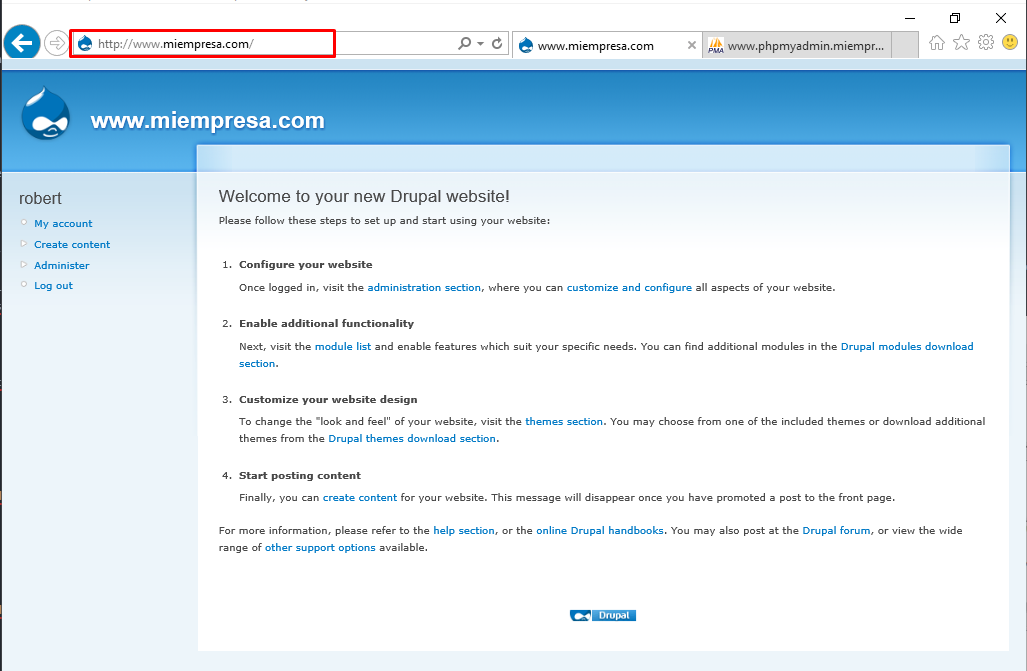 http://www.miempresa.com/
www.miempresa.com
PMA
www.phpmyadmin.miempr...
www.miempresa.com
robert
My account
Create content
Administer
Log out
Welcome to your new Drupal website!
Please follow these steps to set up and start using your website:
1. Configure your website
Once logged in, visit the administration section, where you can customize and configure all aspects of your website.
2. Enable additional functionality
Next, visit the module list and enable features which suit your specific needs. You can find additional modules in the Drupal modules download
section.
3. Customize your website design
To change the "look and feel" of your website, visit the themes section. You may choose from one of the included themes or download additional
themes from the Drupal themes download section.
4. Start posting content
Finally, you can create content for your website. This message will disappear once you have promoted a post to the front page.
For more information, please refer to the help section, or the online Drupal handbooks. You may also post at the Drupal forum, or view the wide
range of other support options available.
Drupal